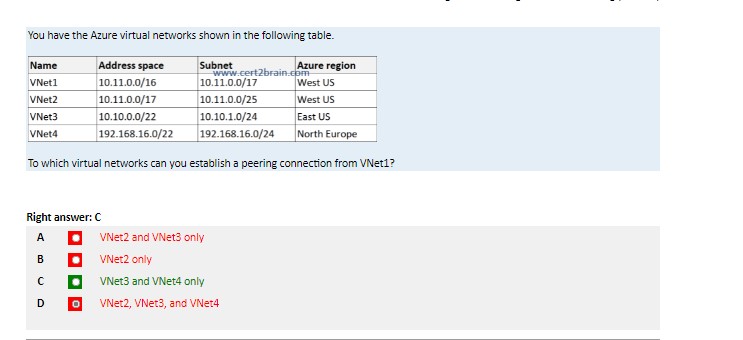 You have the Azure virtual networks shown in the following table.
Name Address space Subnet Azure region
www.cert2brain.com
VNet1 10.11.0.0/16 10.11.0.0/17 West US
VNet2 10.11.0.0/17 10.11.0.0/25 West US
VNet3 10.10.0.0/22 10.10.1.0/24 East US
VNet4 192.168.16.0/22 192.168.16.0/24 North Europe
To which virtual networks can you establish a peering connection from VNet1?
Right answer: C
A VNet2 and VNet3 only
B VNet2 only
C VNet3 and VNet4 only
D VNet2, VNet3, and VNet4